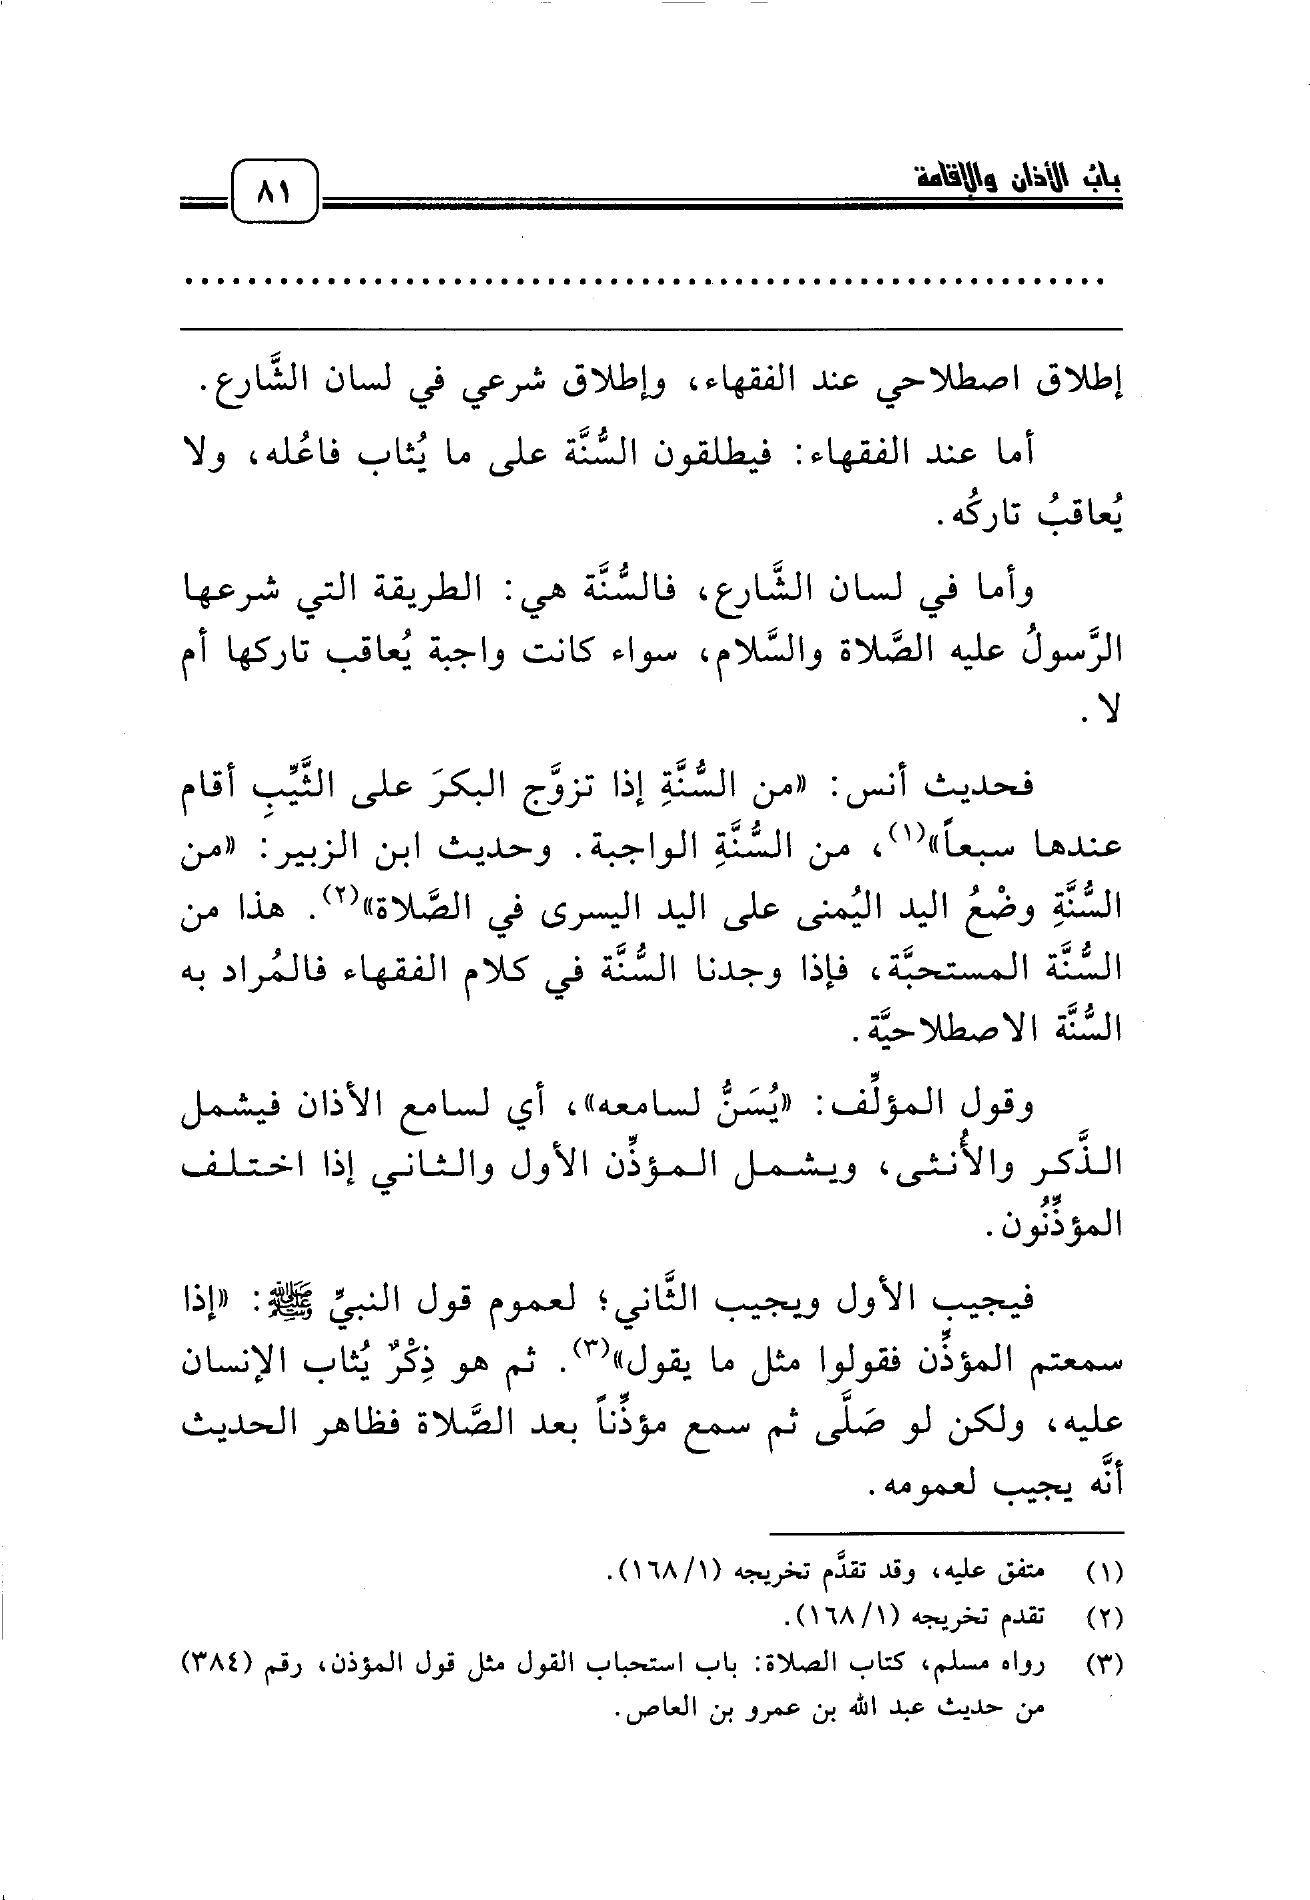 بابُ الأذان والإقامة
٨١
إطلاق اصطلاحي عند الفقهاء، وإطلاق شرعي في لسان الشَّارع.
أما عند الفقهاء: فيطلقون السُّنَّة على ما يُثاب فاعُله، ولا
يُعاقبُ تاركُه.
وأما في لسان الشَّارع، فالسُّنَّة هي: الطريقة التي شرعها
الرَّسولُ عليه الصَّلاة والسَّلام، سواء كانت واجبة يُعاقب تاركها أم
لا.
فحديث أنس: «من السُّنَّةِ إذا تزوَّج البكرَ على الثَّيِّبِ أقام
عندها سبعاً»(١)، من السُّنَّةِ الواجبة. وحديث ابن الزبير: «من
السُّنَّةِ وضْعُ اليد اليُمنى على اليد اليسرى في الصَّلاة»(٢). هذا من
السُّنَّة المستحبَّة، فإذا وجدنا السُّنَّة في كلام الفقهاء فالمُراد به
السُّنَّة الاصطلاحيَّة.
وقول المؤلِّف: «يُسَنُّ لسامعه»، أي لسامع الأذان فيشمل
الذَّكر والأُنثى، ويشمل المؤذِّن الأول والثاني إذا اختلف
المؤذِّنُون.
فيجيب الأول ويجيب الثَّاني؛ لعموم قول النبيِّ ﷺ: «إذا
سمعتم المؤذِّن فقولوا مثل ما يقول»(٣). ثم هو ذِكْرٌ يُثاب الإنسان
عليه، ولكن لو صَلَّى ثم سمع مؤذِّناً بعد الصَّلاة فظاهر الحديث
أنَّه يجيب لعمومه.
(١) متفق عليه، وقد تقدَّم تخريجه (١/ ١٦٨).
(٢) تقدم تخريجه (١/ ١٦٨).
(٣) رواه مسلم، كتاب الصلاة: باب استحباب القول مثل قول المؤذن، رقم (٣٨٤)
من حديث عبد الله بن عمرو بن العاص.